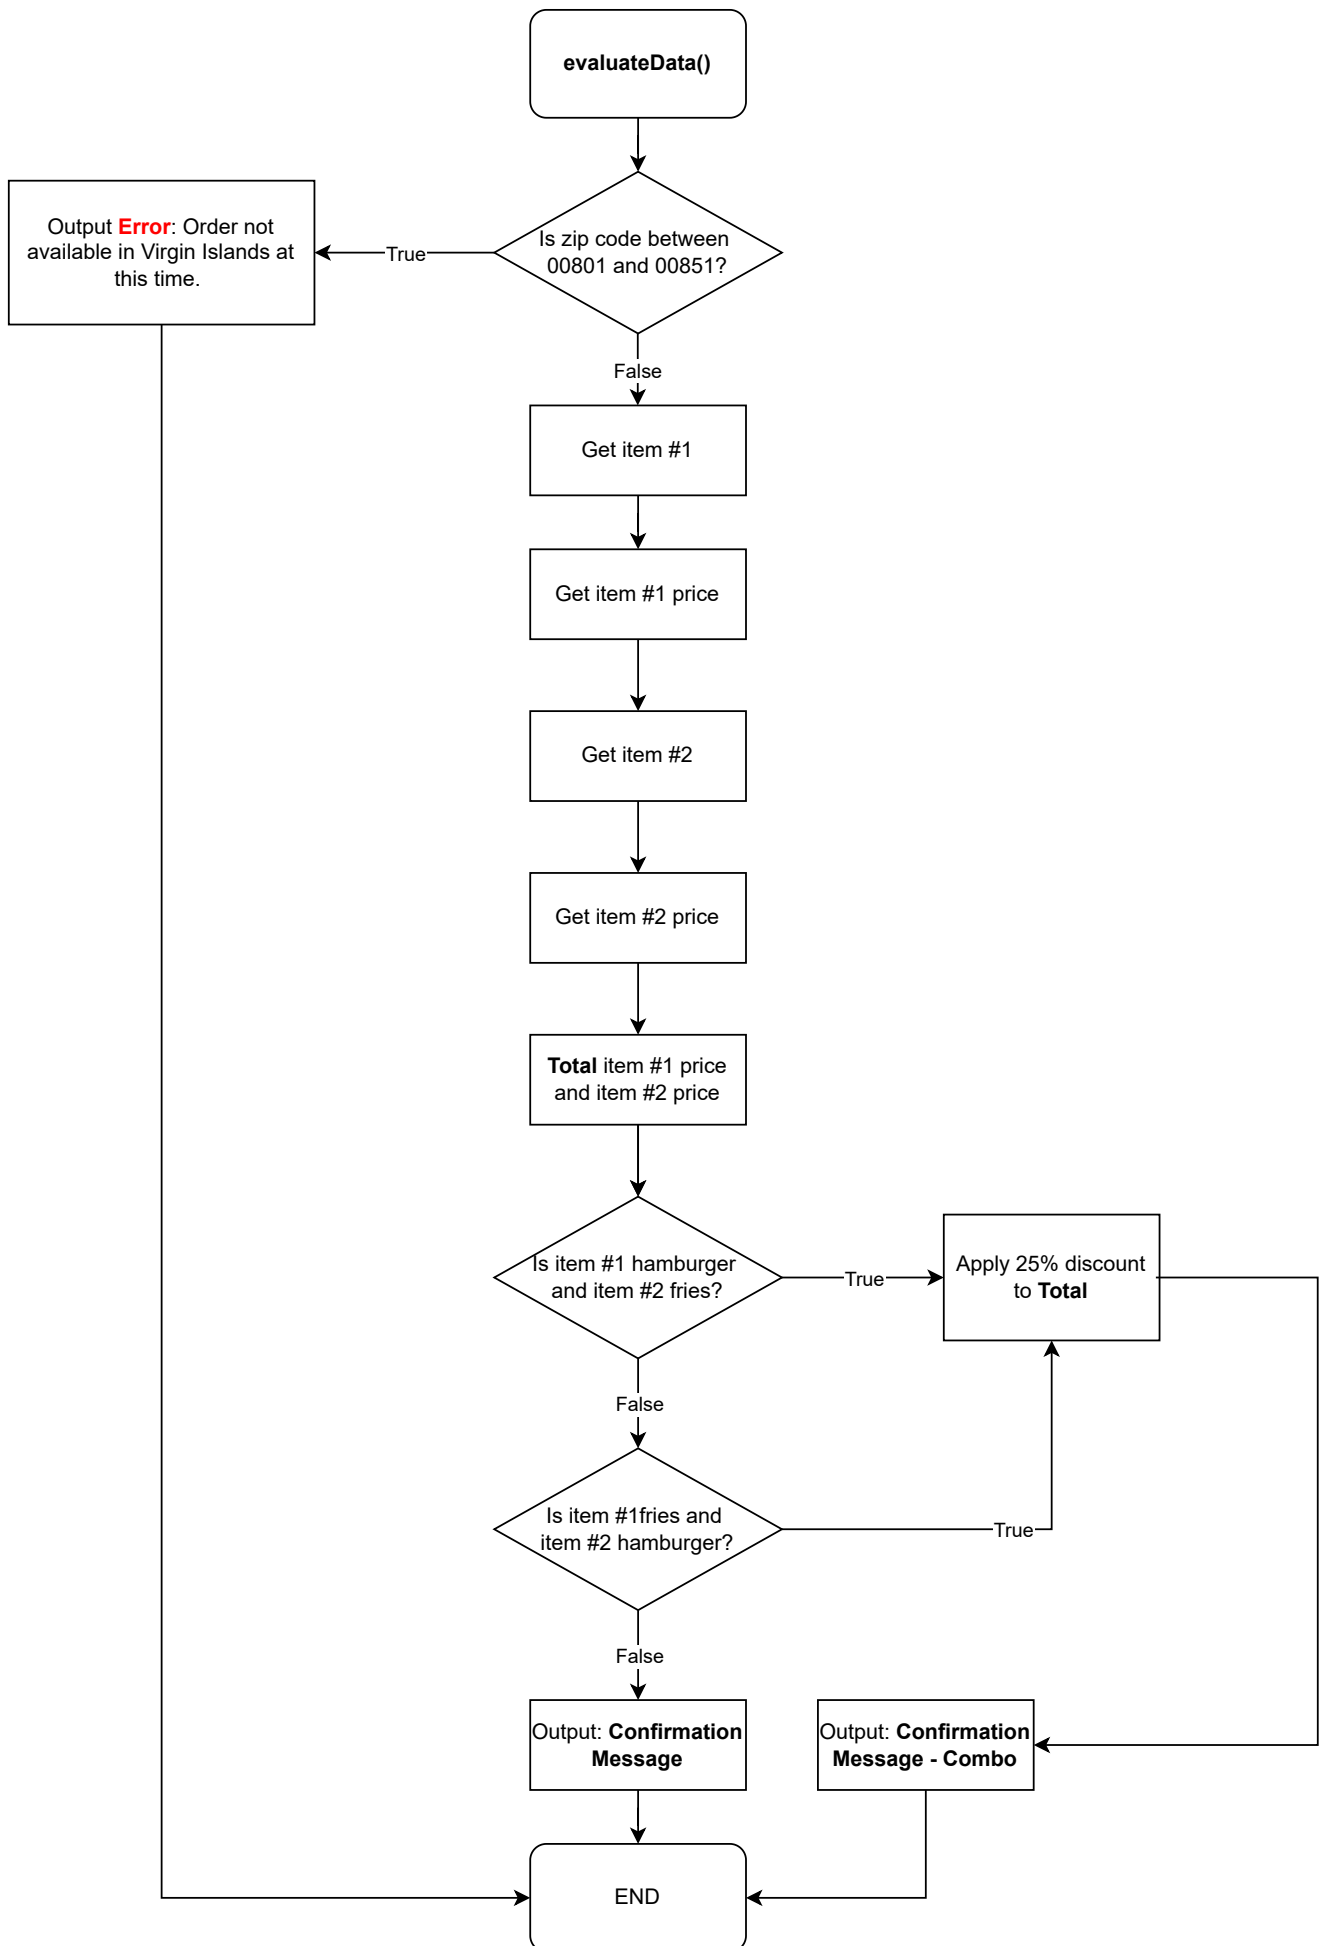 evaluateData()
Output Error: Order not
available in Virgin Islands at
this time.
True
Is zip code between
00801 and 00851?
False
Get item #1
Get item #1 price
Get item #2
Get item #2 price
Total item #1 price
and item #2 price
Is item #1 hamburger
and item #2 fries?
True
Apply 25% discount
to Total
False
Is item #1fries and
item #2 hamburger?
True
False
Output: Confirmation
Message
Output: Confirmation
Message - Combo
END